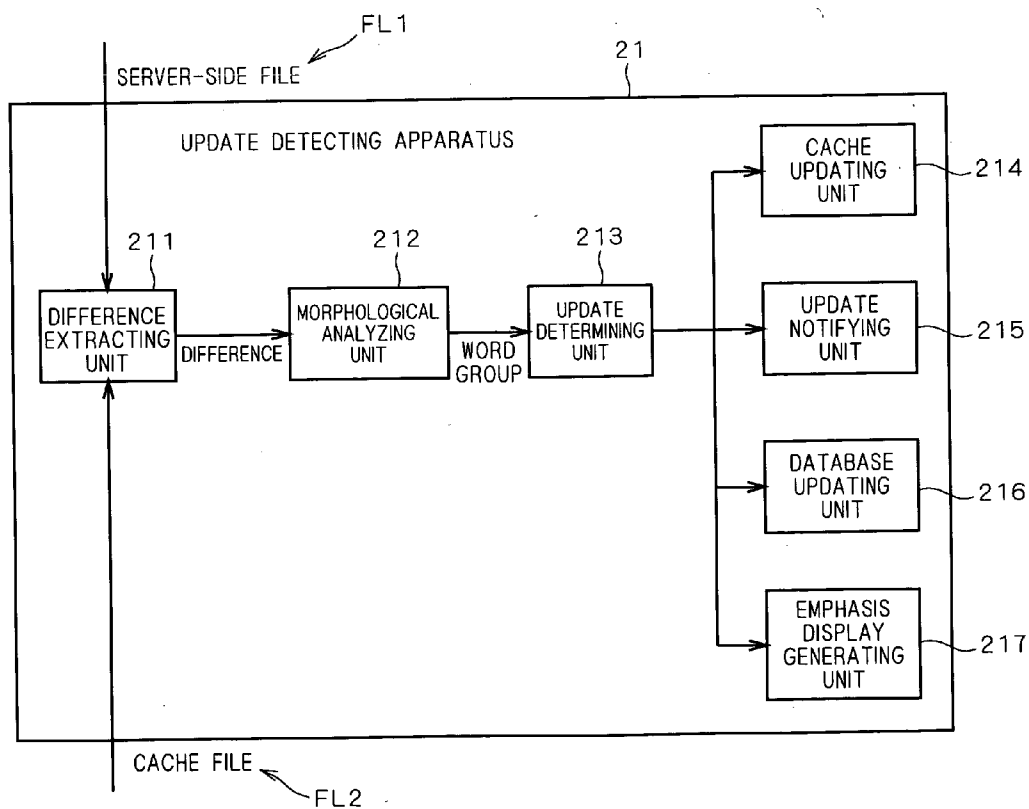 FL1
SERVER-SIDE FILE
21
UPDATE DETECTING APPARATUS
CACHE
UPDATING
UNIT
214
211
212
213
DIFFERENCE
EXTRACTING
UNIT
DIFFERENCE
MORPHOLOGICAL
ANALYZING
UNIT
WORD
GROUP
UPDATE
DETERMINING
UNIT
UPDATE
NOTIFYING
UNIT
215
DATABASE
UPDATING
UNIT
216
EMPHASIS
DISPLAY
GENERATING
UNIT
217
CACHE FILE
FL2